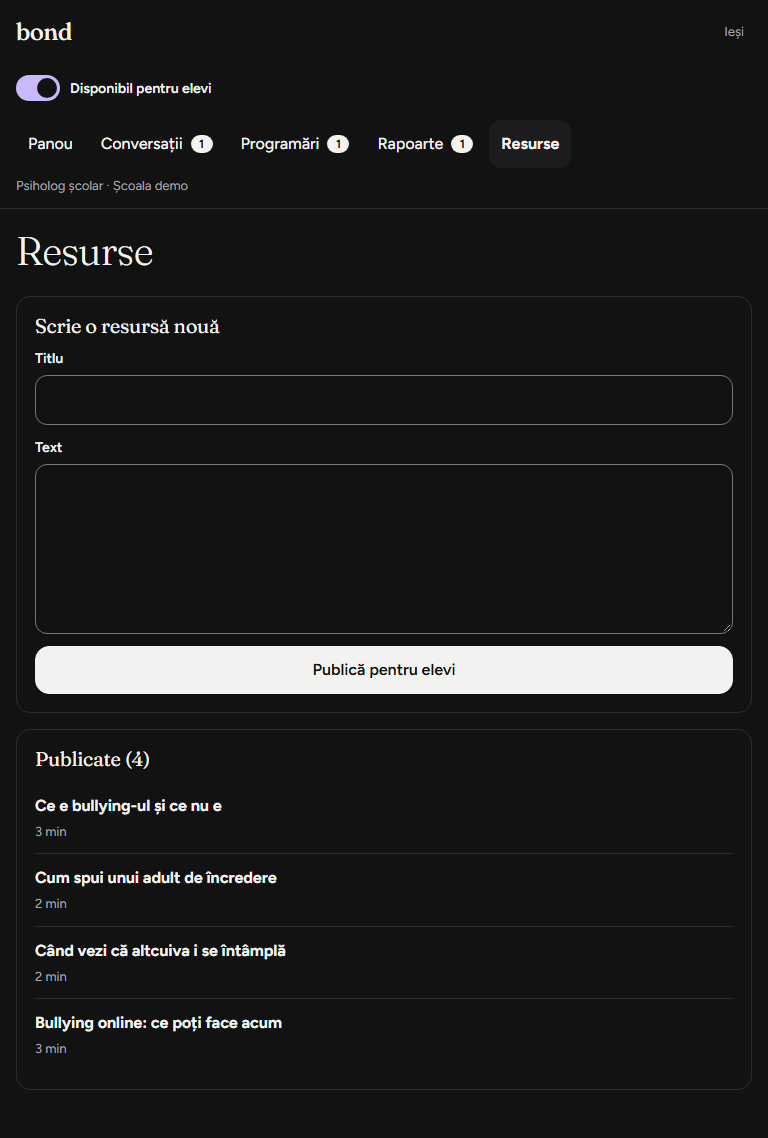 bond
Ieși
Disponibil pentru elevi
Panou Conversații 1 Programări 1 Rapoarte 1 Resurse
Psiholog școlar · Școala demo
Resurse
Scrie o resursă nouă
Titlu
Text
Publică pentru elevi
Publicate (4)
Ce e bullying-ul și ce nu e
3 min
Cum spui unui adult de încredere
2 min
Când vezi că altcuiva i se întâmplă
2 min
Bullying online: ce poți face acum
3 min